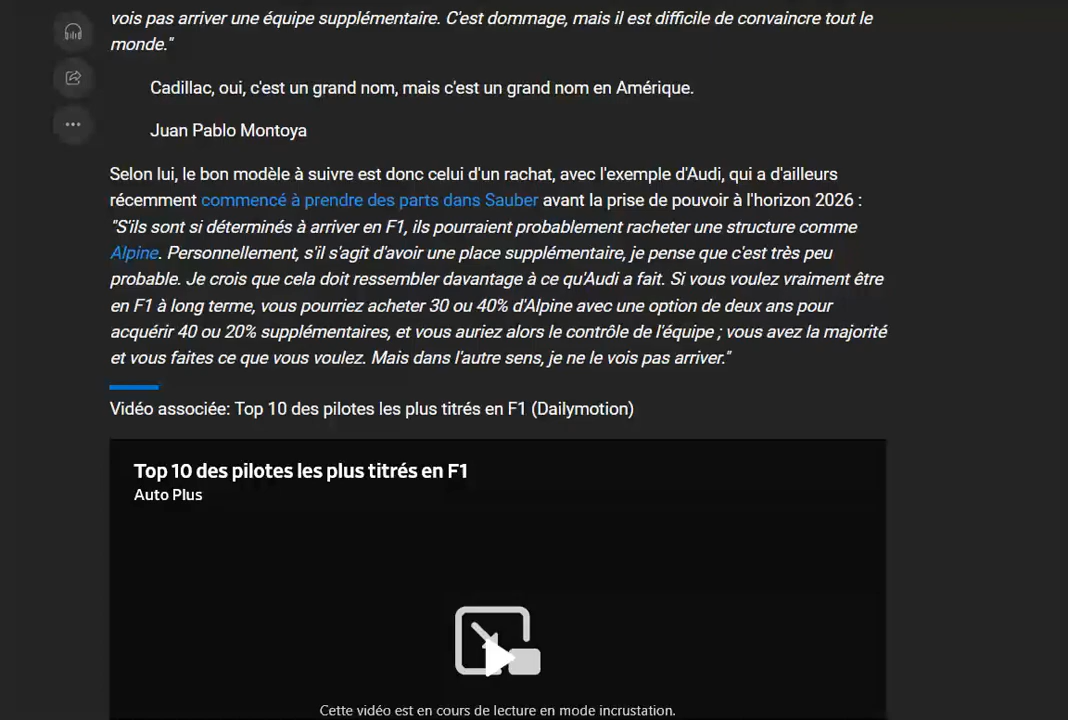 vois pas arriver une équipe supplémentaire. C'est dommage, mais il est difficile de convaincre tout le
monde."
Cadillac, oui, c'est un grand nom, mais c'est un grand nom en Amérique.
Juan Pablo Montoya
Selon lui, le bon modèle à suivre est donc celui d'un rachat, avec l'exemple d'Audi, qui a d'ailleurs
récemment commencé à prendre des parts dans Sauber avant la prise de pouvoir à l'horizon 2026 :
"S'ils sont si déterminés à arriver en F1, ils pourraient probablement racheter une structure comme
Alpine. Personnellement, s'il s'agit d'avoir une place supplémentaire, je pense que c'est très peu
probable. Je crois que cela doit ressembler davantage à ce qu'Audi a fait. Si vous voulez vraiment être
en F1 à long terme, vous pourriez acheter 30 ou 40% d'Alpine avec une option de deux ans pour
acquérir 40 ou 20% supplémentaires, et vous auriez alors le contrôle de l'équipe ; vous avez la majorité
et vous faites ce que vous voulez. Mais dans l'autre sens, je ne le vois pas arriver."
Vidéo associée: Top 10 des pilotes les plus titrés en F1 (Dailymotion)
Top 10 des pilotes les plus titrés en F1
Auto Plus
Cette vidéo est en cours de lecture en mode incrustation.